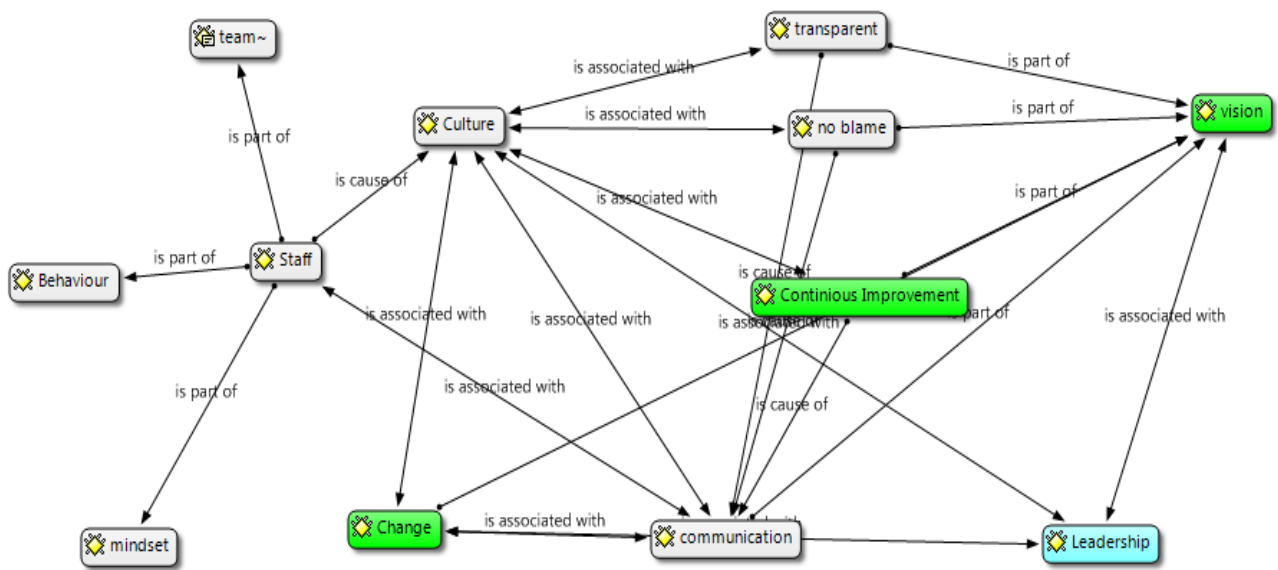 team~
transparent
is associated with
is part of
vision
Culture
is associated with
no blame
is part of
is part of
is cause of
is associated with
is part of
Behaviour
is part of
Staff
is cause of
Continious Improvement
is associated with
is associated with
is associated with
is part of
is associated with
is part of
is associated with
is cause of
Change
is associated with
communication
Leadership
mindset